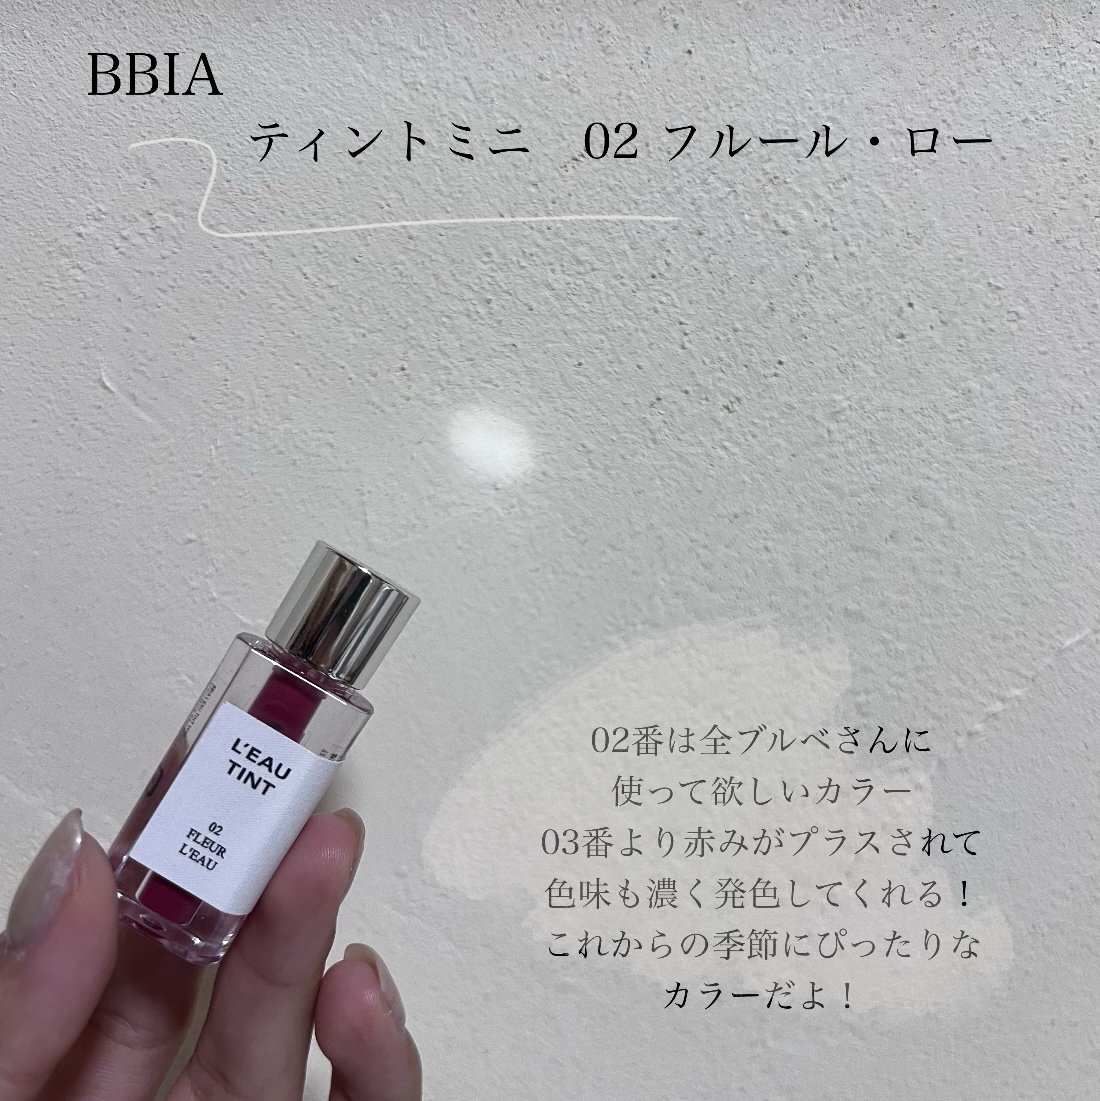 BBIA
ティントミニ　02 フルール・ロー
L'EAU
TINT
02
FLEUR
L'EAU
02番は全ブルベさんに
使って欲しいカラー
03番より赤みがプラスされて
色味も濃く発色してくれる！
これからの季節にぴったりな
カラーだよ！